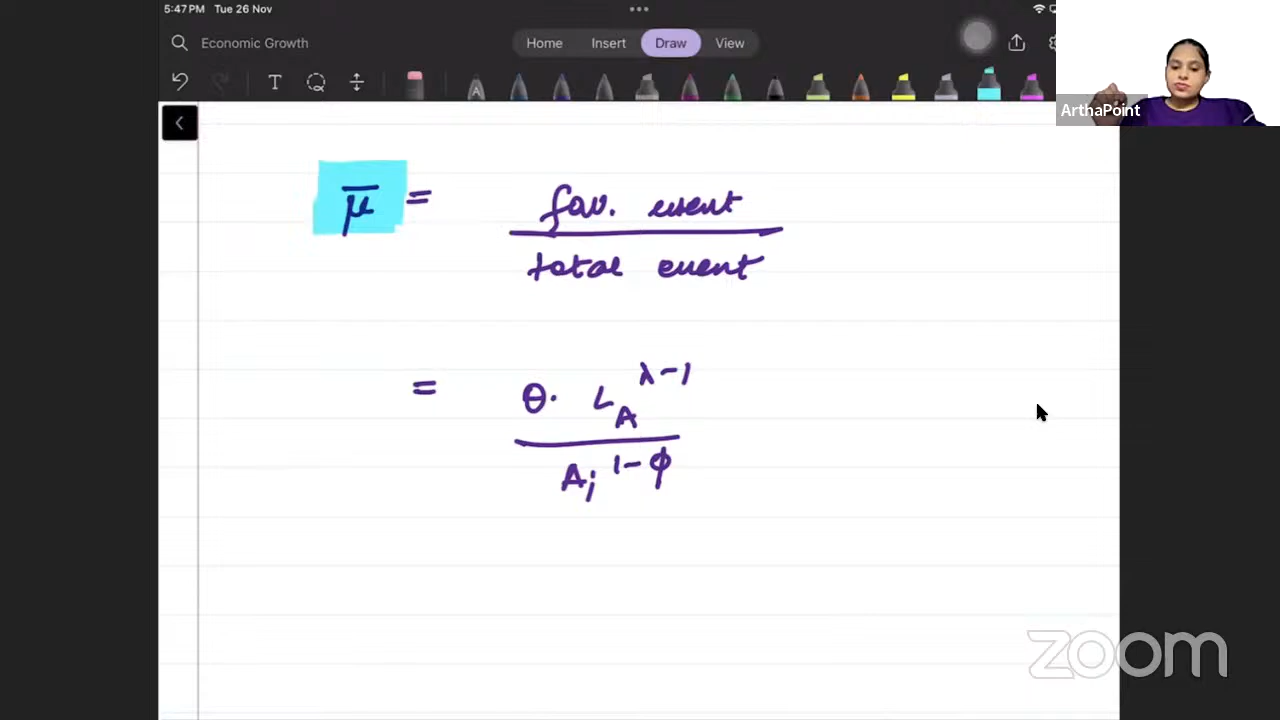 5:47 PM Tue 26 Nov
Economic Growth
Home Insert Draw View
T
A
ArthaPoint
μ̄ = fav. event
total event
= θ. L_A^{λ-1}
A_i^{1-ϕ}
zoom